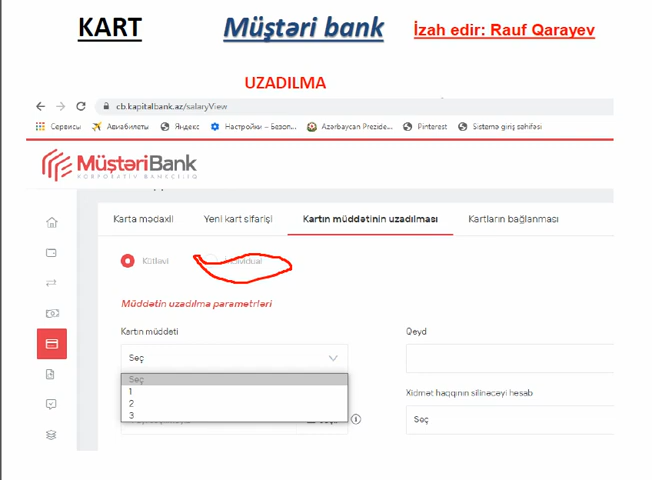 KART Müştəri bank İzah edir: Rauf Qarayev
UZADILMA
cb.kapitalbank.az/salaryView
Сервисы Авиабилеты Яндекс Настройки – Безоп... Azərbaycan Prezide... Pinterest Sistemə giriş səhifəsi
MüştəriBank
KORPORATİV BANKÇILIQ
Karta mədaxil Yeni kart sifarişi Kartın müddətinin uzadılması Kartların bağlanması
Kütləvi
Müddətin uzadılma parametrləri
Kartın müddəti Qeyd
Seç
Seç
1
2
3
Xidmət haqqının silinəcəyi hesab
Seç